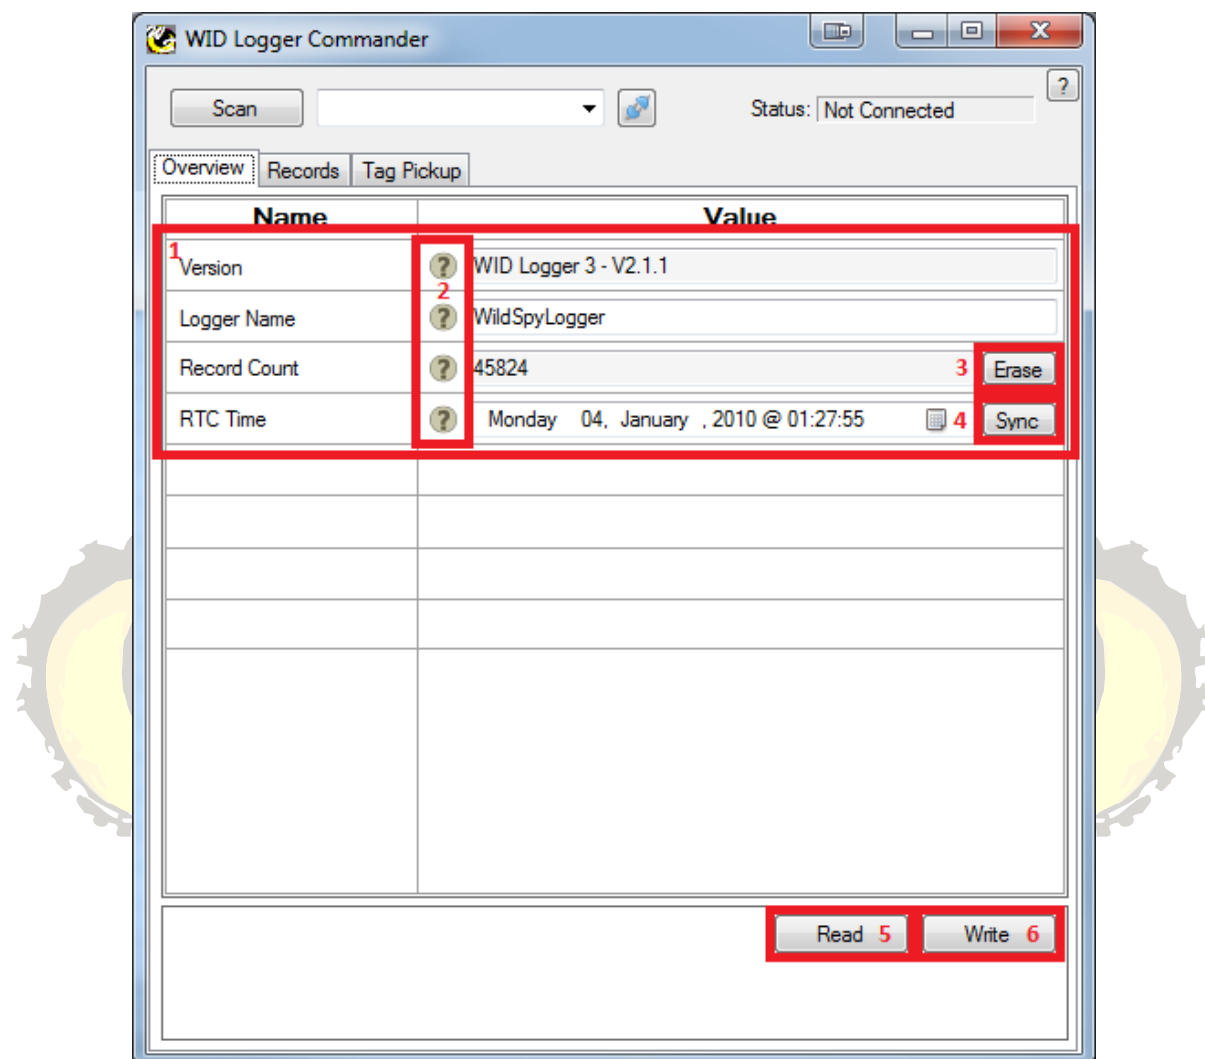 WID Logger Commander
?
Scan
Status: Not Connected
Overview Records Tag Pickup
Name Value
1
Version ? WID Logger 3 - V2.1.1
2
Logger Name ? WildSpyLogger
Record Count ? 45824 3 Erase
RTC Time ? Monday 04, January , 2010 @ 01:27:55 4 Sync
Read 5 Write 6